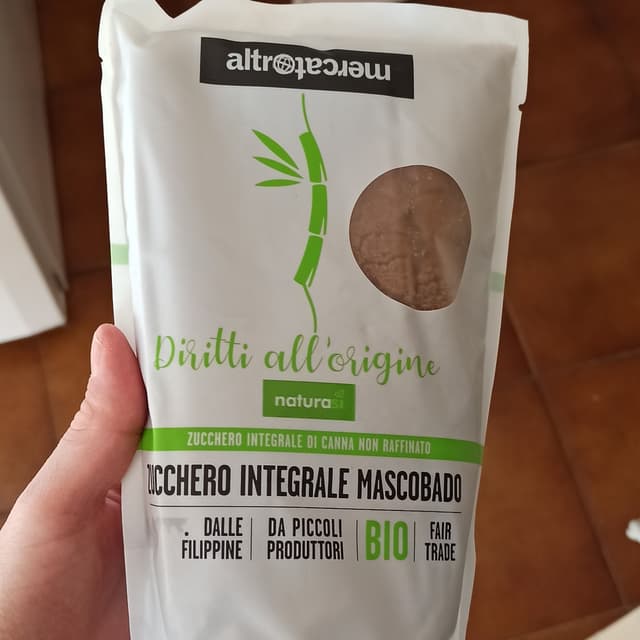 altromercato
Diritti all'origine
naturasì
ZUCCHERO INTEGRALE DI CANNA NON RAFFINATO
ZUCCHERO INTEGRALE MASCOBADO
. DALLE FILIPPINE
DA PICCOLI PRODUTTORI
BIO
FAIR TRADE